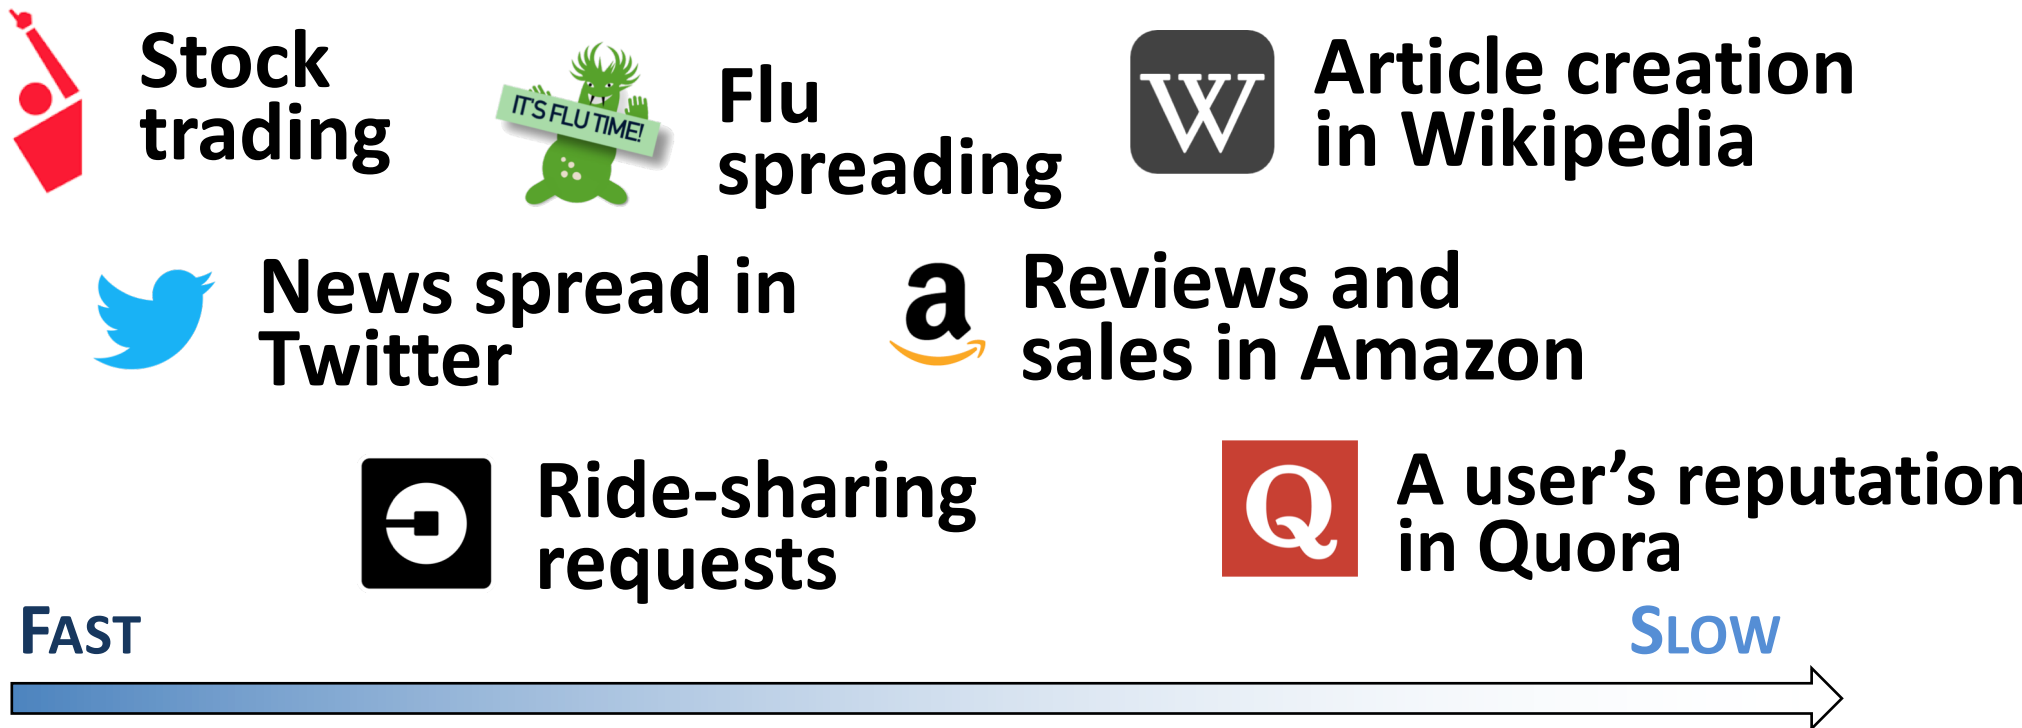 Stock
trading
IT'S FLU TIME!
Flu
spreading
W
Article creation
in Wikipedia
News spread in
Twitter
a
Reviews and
sales in Amazon
Ride-sharing
requests
Q
A user's reputation
in Quora
FAST
SLOW